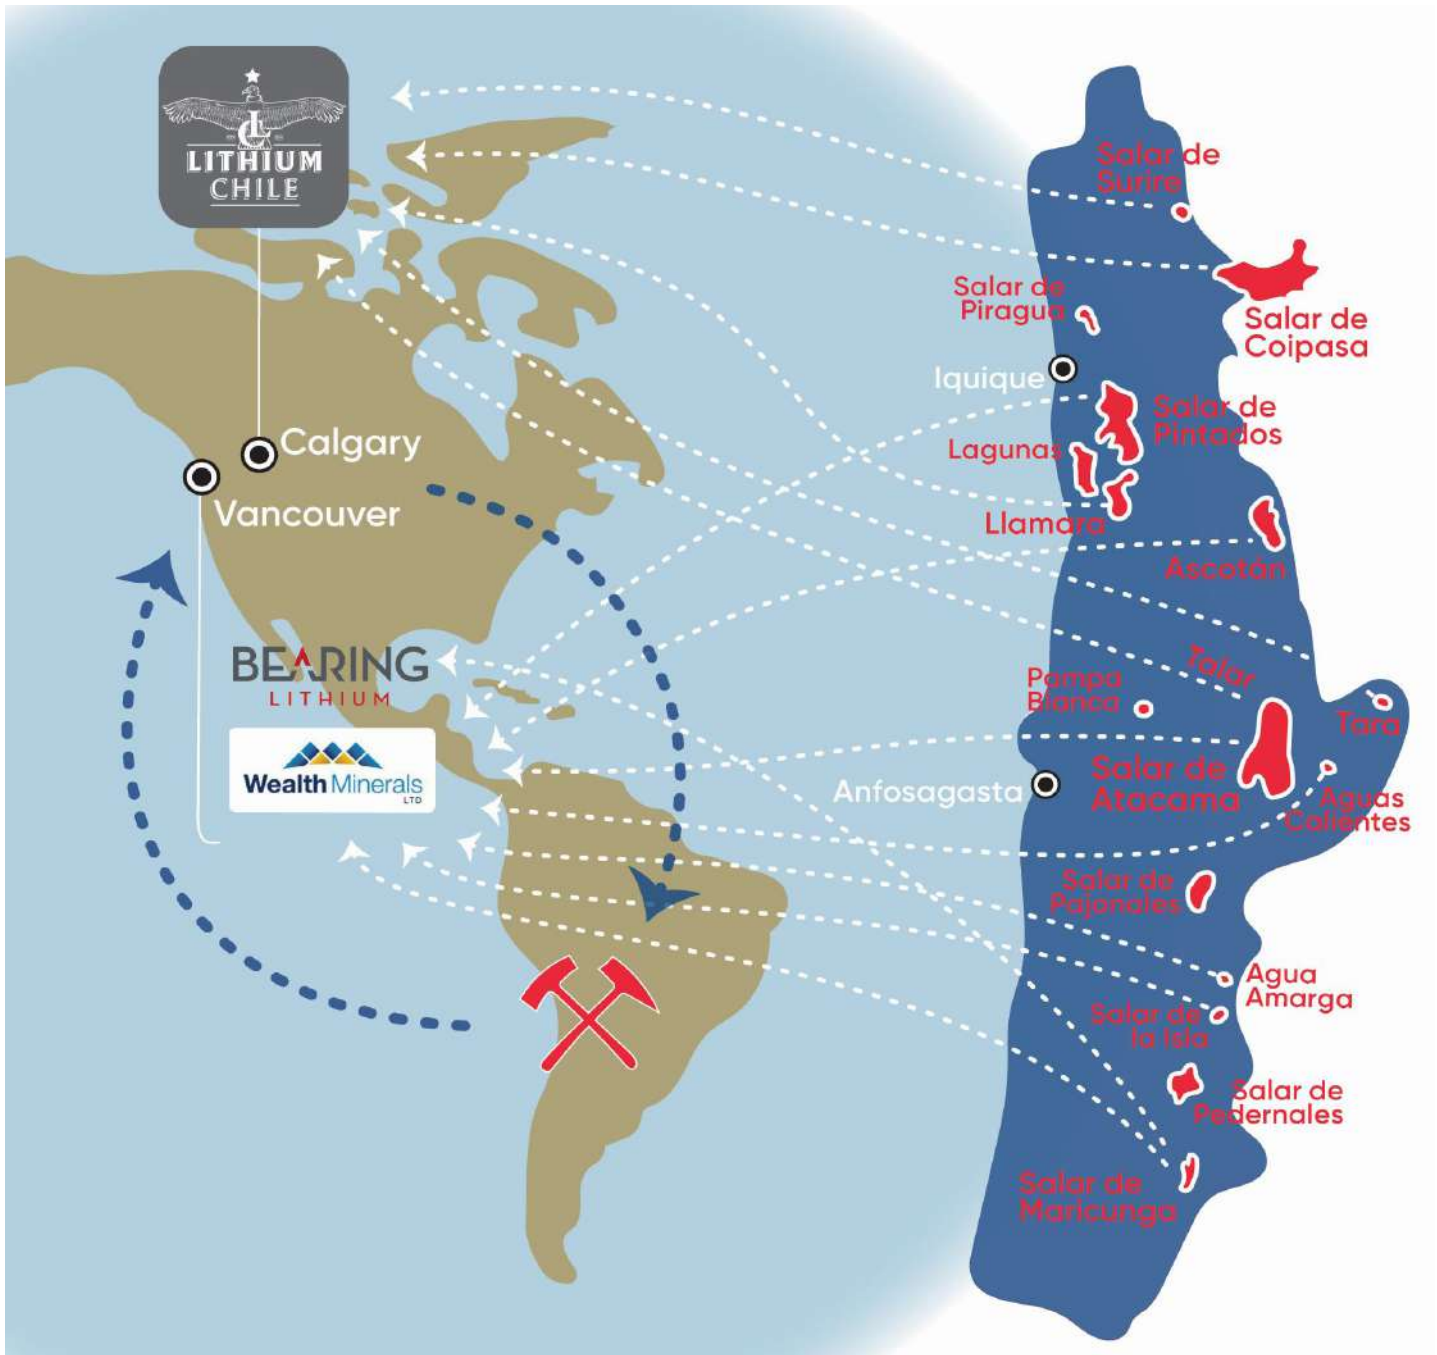 LC
LITHIUM
CHILE
Calgary
Vancouver
BEARING
LITHIUM
Wealth Minerals
LTD
Salar de
Surire
Salar de
Coipasa
Salar de
Piragua
Iquique
Salar de
Pintados
Lagunas
Llamara
Ascotán
Talar
Pampa
Blanca
Tara
Salar de
Atacama
Anfosagasta
Aguas
Calientes
Salar de
Pajonales
Agua
Amarga
Salar de
la Isla
Salar de
Pedernales
Salar de
Maricunga